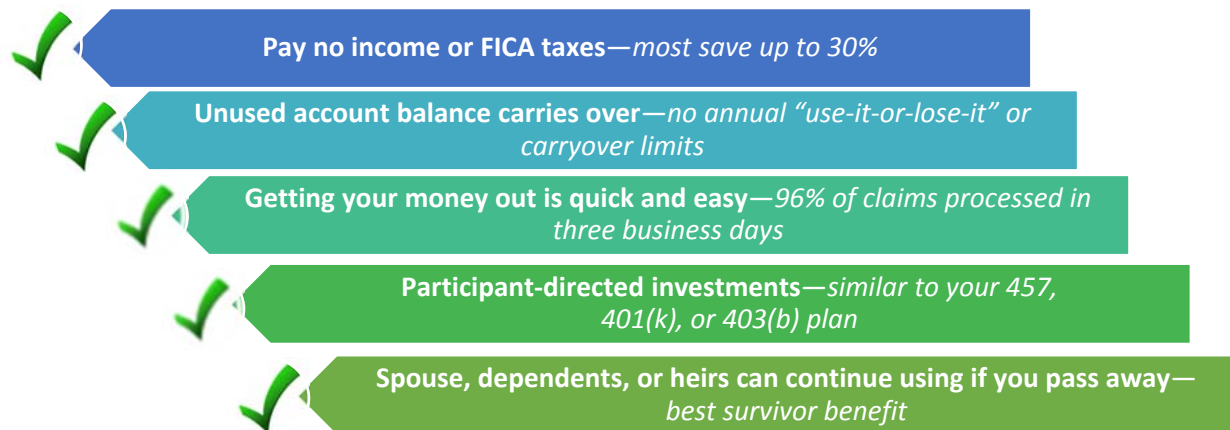 Pay no income or FICA taxes—most save up to 30%
Unused account balance carries over—no annual “use-it-or-lose-it” or
carryover limits
Getting your money out is quick and easy—96% of claims processed in
three business days
Participant-directed investments—similar to your 457,
401(k), or 403(b) plan
Spouse, dependents, or heirs can continue using if you pass away—
best survivor benefit